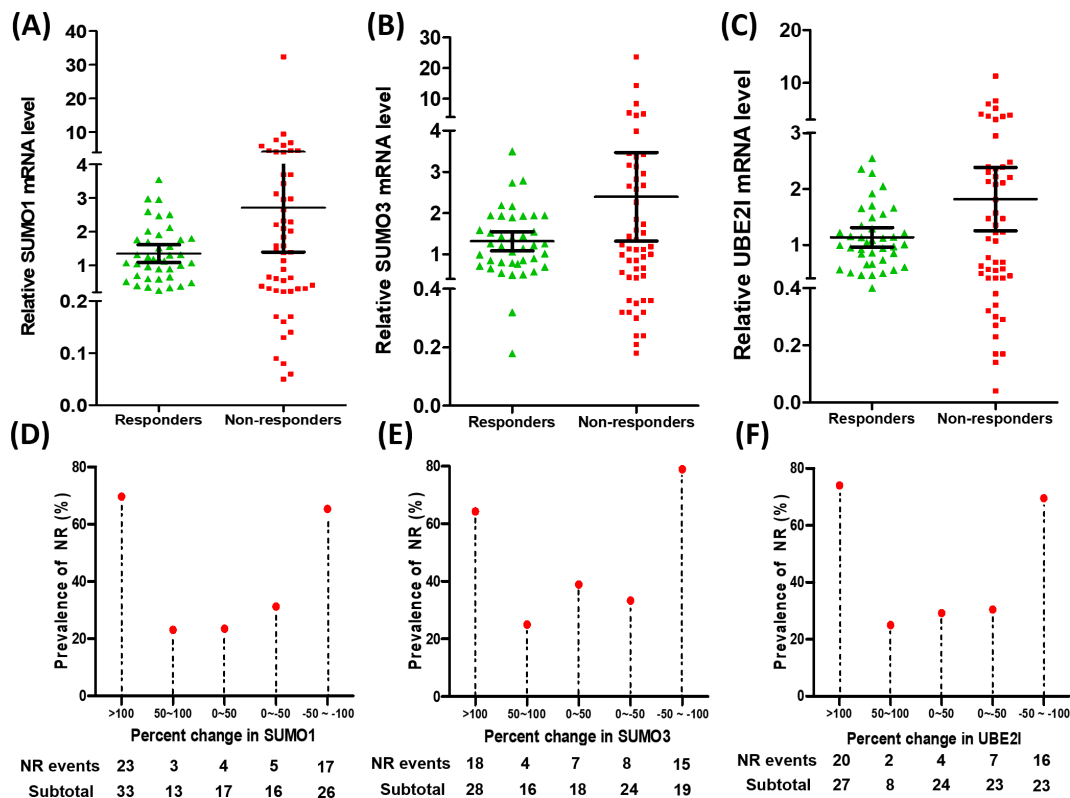 (A)
Relative SUMO1 mRNA level
40
30
20
10
4
3
2
1
0.2
0.1
0.0
Responders Non-responders
(B)
Relative SUMO3 mRNA level
30
20
10
4
3
2
1
0.4
0.2
0.0
Responders Non-responders
(C)
Relative UBE2I mRNA level
20
10
3
2
1
0.4
0.2
0.0
Responders Non-responders
(D)
Prevalence of NR (%)
80
60
40
20
0
>100 50~100 0~50 0~-50 -50 ~ -100
Percent change in SUMO1
NR events 23 3 4 5 17
Subtotal 33 13 17 16 26
(E)
Prevalence of NR (%)
80
60
40
20
0
>100 50~100 0~50 0~-50 -50 ~ -100
Percent change in SUMO3
NR events 18 4 7 8 15
Subtotal 28 16 18 24 19
(F)
Prevalence of NR (%)
80
60
40
20
0
>100 50~100 0~50 0~-50 -50 ~ -100
Percent change in UBE2I
NR events 20 2 4 7 16
Subtotal 27 8 24 23 23